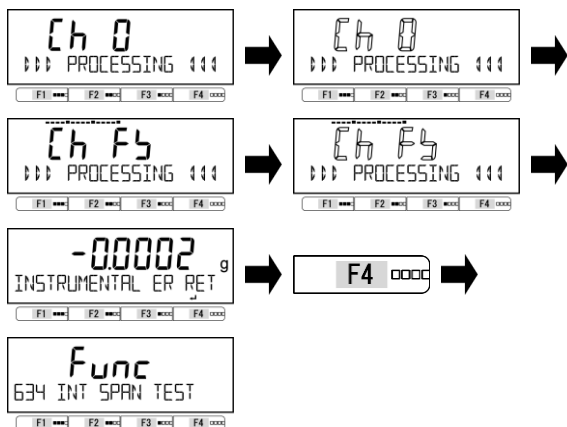 Ch 0
PROCESSING
F1 F2 F3 F4
Ch 0
PROCESSING
F1 F2 F3 F4
Ch FS
PROCESSING
F1 F2 F3 F4
Ch FS
PROCESSING
F1 F2 F3 F4
-0.0002 g
INSTRUMENTAL ER RET
F1 F2 F3 F4
F4
Func
634 INT SPAN TEST
F1 F2 F3 F4